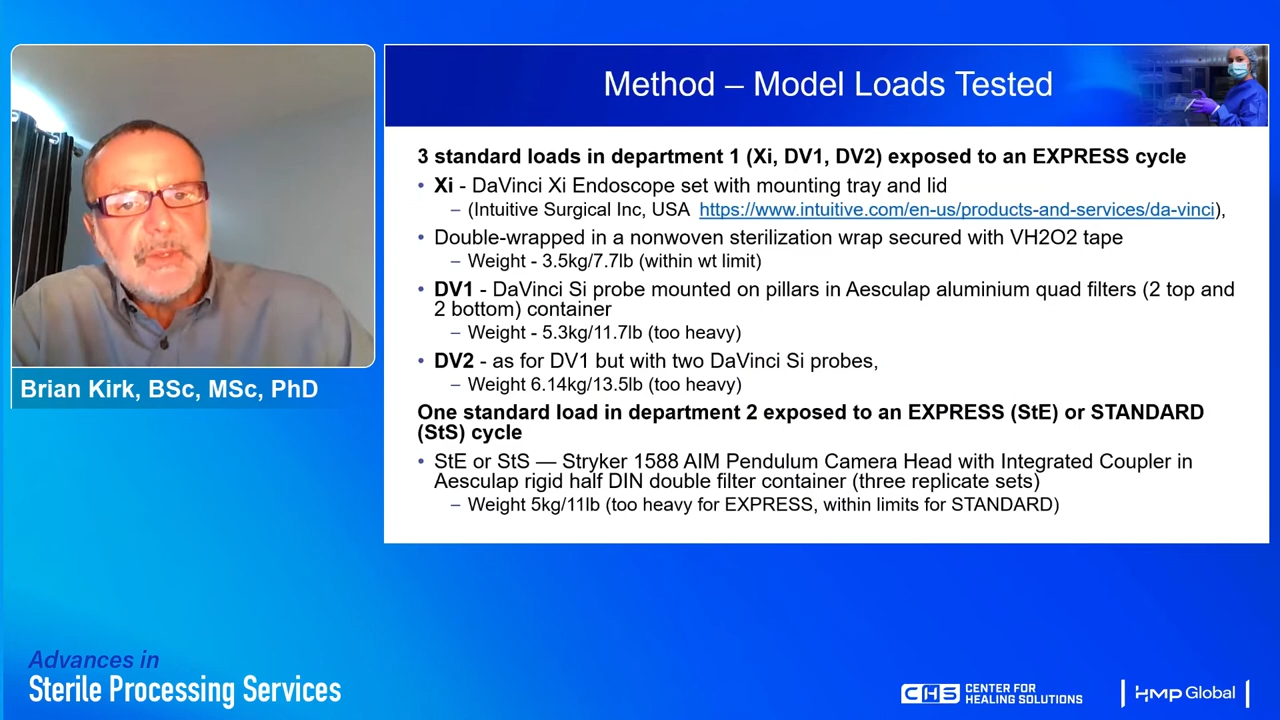 Method – Model Loads Tested
3 standard loads in department 1 (Xi, DV1, DV2) exposed to an EXPRESS cycle
• Xi - DaVinci Xi Endoscope set with mounting tray and lid
– (Intuitive Surgical Inc, USA https://www.intuitive.com/en-us/products-and-services/da-vinci),
• Double-wrapped in a nonwoven sterilization wrap secured with VH2O2 tape
– Weight - 3.5kg/7.7lb (within wt limit)
• DV1 - DaVinci Si probe mounted on pillars in Aesculap aluminium quad filters (2 top and
2 bottom) container
– Weight - 5.3kg/11.7lb (too heavy)
• DV2 - as for DV1 but with two DaVinci Si probes,
– Weight 6.14kg/13.5lb (too heavy)
One standard load in department 2 exposed to an EXPRESS (StE) or STANDARD
(StS) cycle
• StE or StS — Stryker 1588 AIM Pendulum Camera Head with Integrated Coupler in
Aesculap rigid half DIN double filter container (three replicate sets)
– Weight 5kg/11lb (too heavy for EXPRESS, within limits for STANDARD)
Brian Kirk, BSc, MSc, PhD
Advances in
Sterile Processing Services
CHS CENTER FOR
HEALING SOLUTIONS
HMP Global